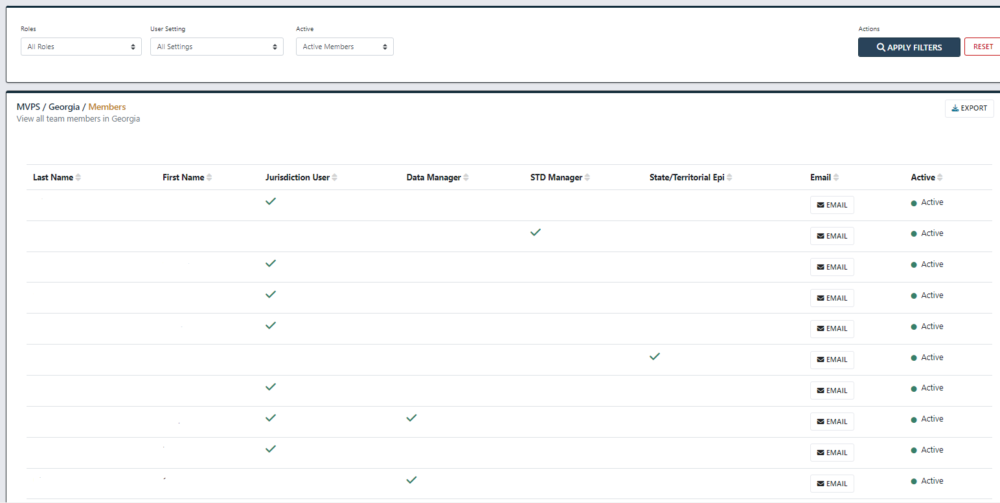 Roles User Setting Active Actions
All Roles All Settings Active Members APPLY FILTERS RESET
MVPS / Georgia / Members EXPORT
View all team members in Georgia
Last Name First Name Jurisdiction User Data Manager STD Manager State/Territorial Epi Email Active
EMAIL Active
EMAIL Active
EMAIL Active
EMAIL Active
EMAIL Active
EMAIL Active
EMAIL Active
EMAIL Active
EMAIL Active
EMAIL Active